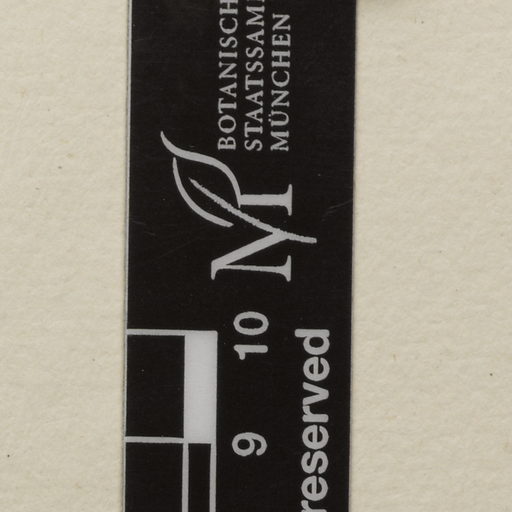 BOTANISCH
STAATSSAM
MÜNCHEN
M
9 10
reserved